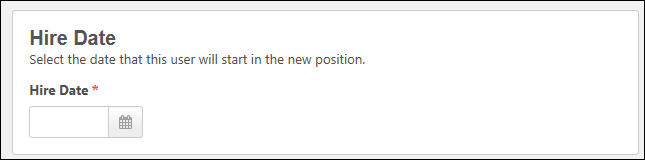 Hire Date
Select the date that this user will start in the new position.
Hire Date *